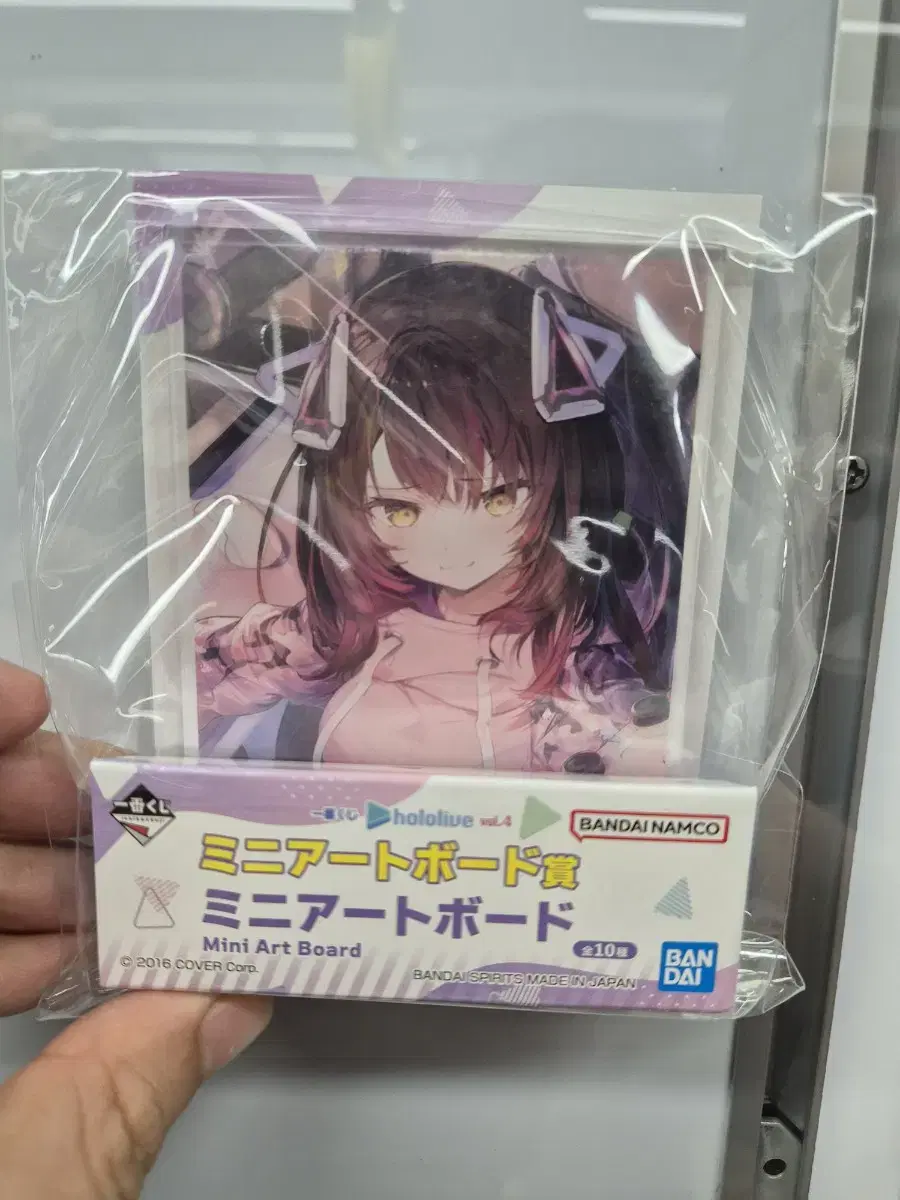 一番くじ
一番くじ hololive vol.4
BANDAI NAMCO
ミニアートボード賞
ミニアートボード
Mini Art Board
全10種
BAN
DAI
© 2016 COVER Corp.
BANDAI SPIRITS MADE IN JAPAN